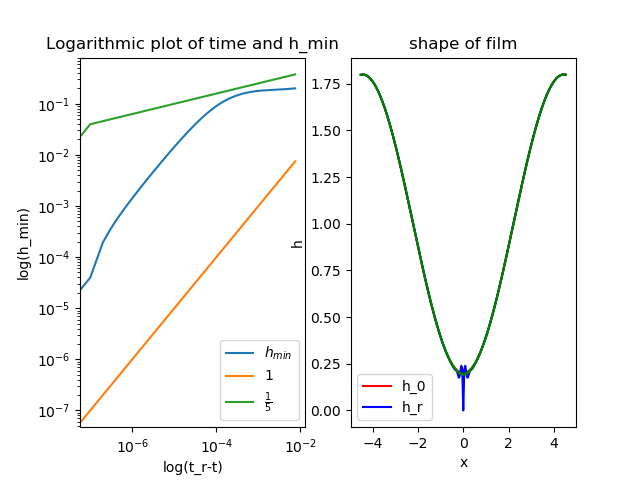 Logarithmic plot of time and h_min
10⁻¹
10⁻²
10⁻³
10⁻⁴
10⁻⁵
10⁻⁶
10⁻⁷
log(h_min)
h_min
1
1/5
10⁻⁶
10⁻⁴
10⁻²
log(t_r-t)
shape of film
1.75
1.50
1.25
1.00
0.75
0.50
0.25
0.00
h
h_0
h_r
−4
−2
0
2
4
x